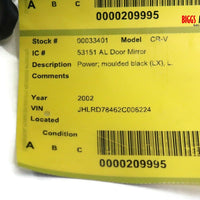 A B C
0000209995
BIGGS
Stock # 00033401 Model CR-V
IC # 53151 AL Door Mirror
Description Power; moulded black (LX), L.
Comments
Year 2002
VIN JHLRD78462C006224
Located
Condition
A B C
0000209995